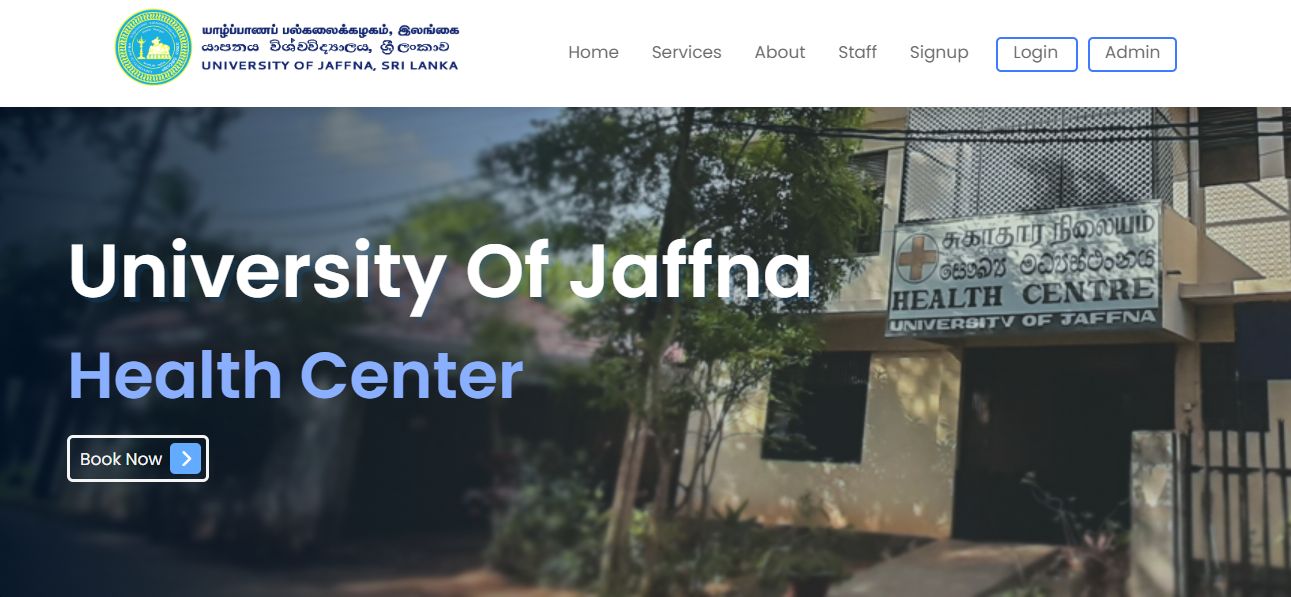 யாழ்ப்பாணப் பல்கலைக்கழகம், இலங்கை
යාපනය විශ්වවිද්‍යාලය, ශ්‍රී ලංකාව
UNIVERSITY OF JAFFNA, SRI LANKA
Home Services About Staff Signup Login Admin
University Of Jaffna
Health Center
Book Now
சுகாதார நிலையம்
සෞඛ්‍ය මධ්‍යස්ථානය
HEALTH CENTRE
UNIVERSITY OF JAFFNA